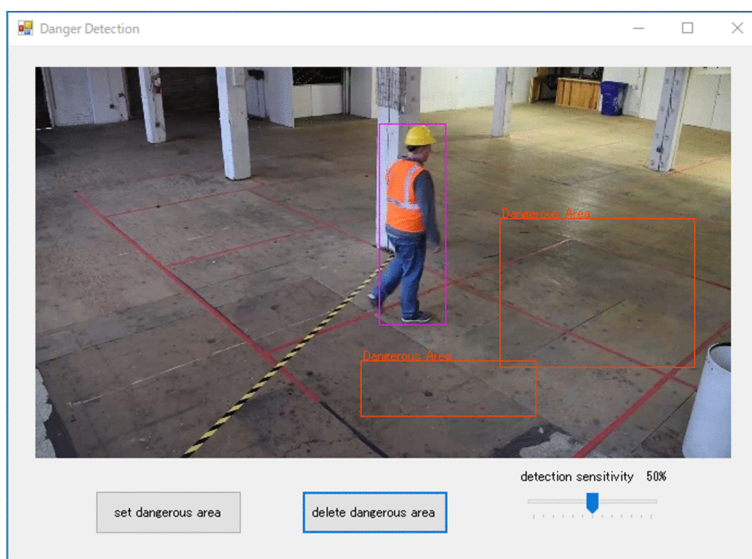 Danger Detection
Dangerous Area
Dangerous Area
detection sensitivity 50%
set dangerous area
delete dangerous area